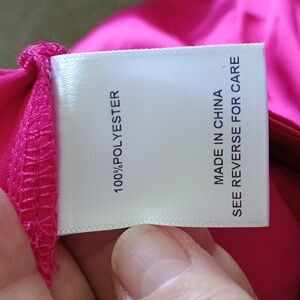 100%POLYESTER
MADE IN CHINA
SEE REVERSE FOR CARE